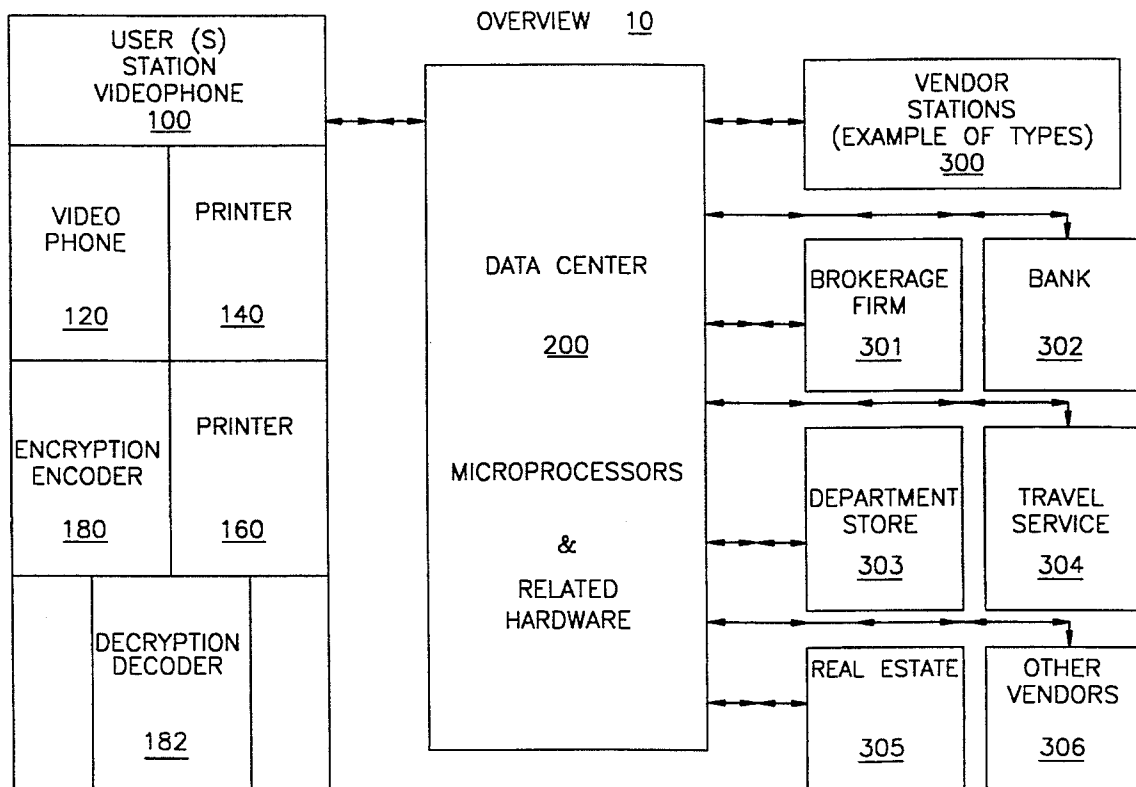 OVERVIEW 10
USER (S)
STATION
VIDEOPHONE
100
VIDEO
PHONE
120
PRINTER
140
ENCRYPTION
ENCODER
180
PRINTER
160
DECRYPTION
DECODER
182
DATA CENTER
200
MICROPROCESSORS
&
RELATED
HARDWARE
VENDOR
STATIONS
(EXAMPLE OF TYPES)
300
BROKERAGE
FIRM
301
BANK
302
DEPARTMENT
STORE
303
TRAVEL
SERVICE
304
REAL ESTATE
305
OTHER
VENDORS
306